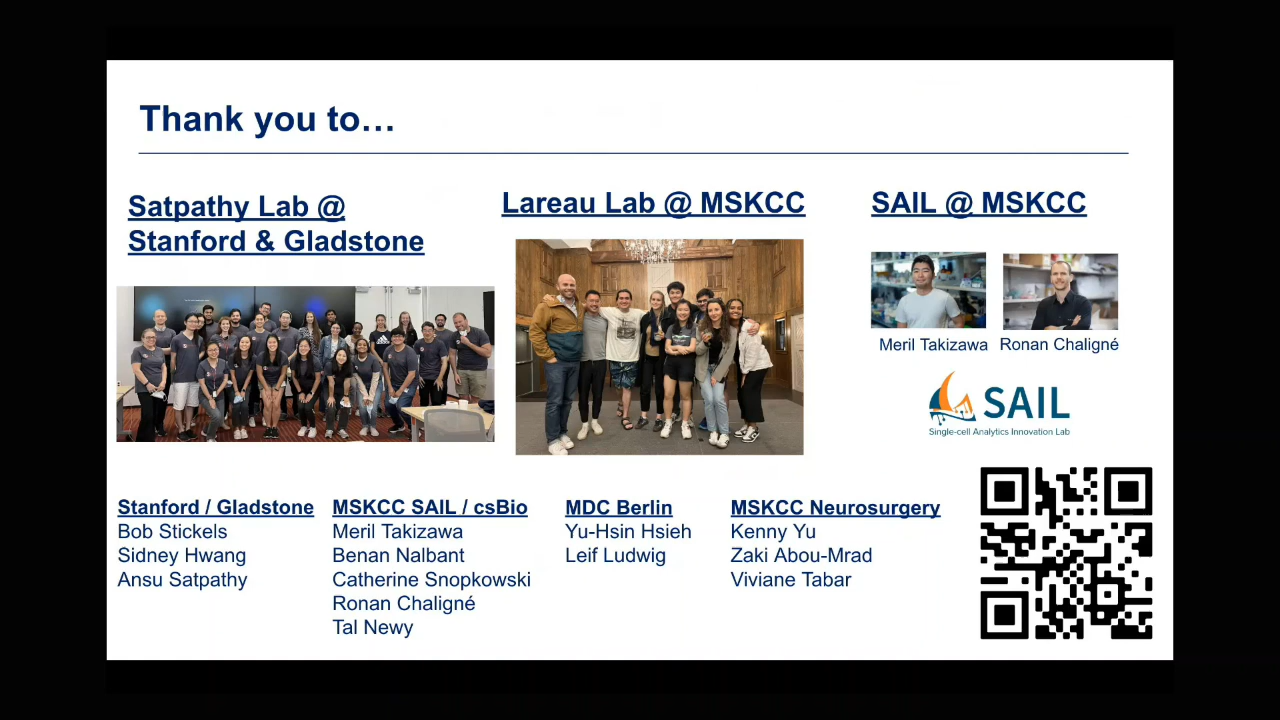 Thank you to…
Satpathy Lab @
Stanford & Gladstone
Lareau Lab @ MSKCC
SAIL @ MSKCC
Meril Takizawa
Ronan Chaligné
SAIL
Single-cell Analytics Innovation Lab
Stanford / Gladstone
Bob Stickels
Sidney Hwang
Ansu Satpathy
MSKCC SAIL / csBio
Meril Takizawa
Benan Nalbant
Catherine Snopkowski
Ronan Chaligné
Tal Newy
MDC Berlin
Yu-Hsin Hsieh
Leif Ludwig
MSKCC Neurosurgery
Kenny Yu
Zaki Abou-Mrad
Viviane Tabar